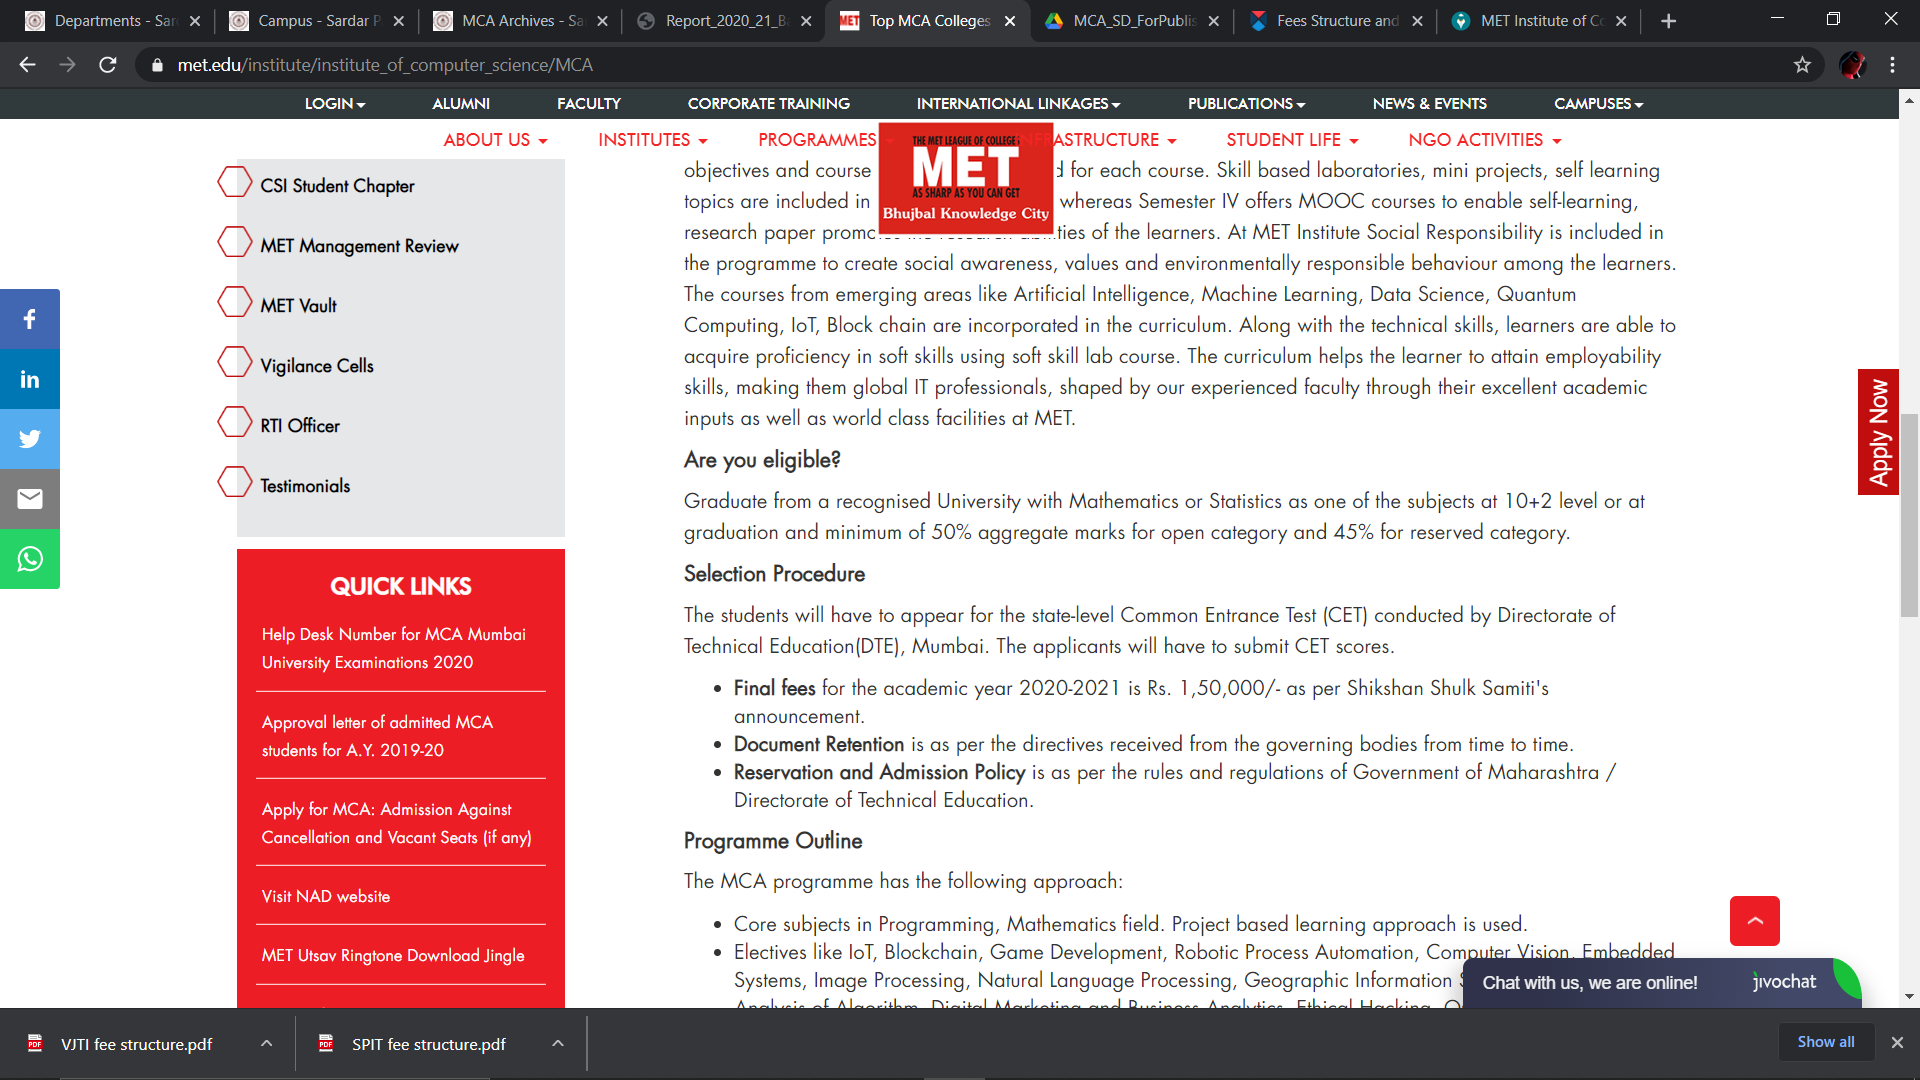 Departments - Sar
Campus - Sardar P
MCA Archives - Sa
Report_2020_21_B
MET Top MCA Colleges
MCA_SD_ForPublis
Fees Structure and
MET Institute of Co
met.edu/institute/institute_of_computer_science/MCA
LOGIN
ALUMNI
FACULTY
CORPORATE TRAINING
INTERNATIONAL LINKAGES
PUBLICATIONS
NEWS & EVENTS
CAMPUSES
ABOUT US
INSTITUTES
PROGRAMMES
NFRASTRUCTURE
STUDENT LIFE
NGO ACTIVITIES
THE MET LEAGUE OF COLLEGES
MET
AS SHARP AS YOU CAN GET
Bhujbal Knowledge City
CSI Student Chapter
MET Management Review
MET Vault
Vigilance Cells
RTI Officer
Testimonials
QUICK LINKS
Help Desk Number for MCA Mumbai
University Examinations 2020
Approval letter of admitted MCA
students for A.Y. 2019-20
Apply for MCA: Admission Against
Cancellation and Vacant Seats (if any)
Visit NAD website
MET Utsav Ringtone Download Jingle
objectives and course d for each course. Skill based laboratories, mini projects, self learning
topics are included in whereas Semester IV offers MOOC courses to enable self-learning,
research paper promo ties of the learners. At MET Institute Social Responsibility is included in
the programme to create social awareness, values and environmentally responsible behaviour among the learners.
The courses from emerging areas like Artificial Intelligence, Machine Learning, Data Science, Quantum
Computing, IoT, Block chain are incorporated in the curriculum. Along with the technical skills, learners are able to
acquire proficiency in soft skills using soft skill lab course. The curriculum helps the learner to attain employability
skills, making them global IT professionals, shaped by our experienced faculty through their excellent academic
inputs as well as world class facilities at MET.
Are you eligible?
Graduate from a recognised University with Mathematics or Statistics as one of the subjects at 10+2 level or at
graduation and minimum of 50% aggregate marks for open category and 45% for reserved category.
Selection Procedure
The students will have to appear for the state-level Common Entrance Test (CET) conducted by Directorate of
Technical Education(DTE), Mumbai. The applicants will have to submit CET scores.
• Final fees for the academic year 2020-2021 is Rs. 1,50,000/- as per Shikshan Shulk Samiti's
announcement.
• Document Retention is as per the directives received from the governing bodies from time to time.
• Reservation and Admission Policy is as per the rules and regulations of Government of Maharashtra /
Directorate of Technical Education.
Programme Outline
The MCA programme has the following approach:
• Core subjects in Programming, Mathematics field. Project based learning approach is used.
• Electives like IoT, Blockchain, Game Development, Robotic Process Automation, Computer Vision, Embedded
Systems, Image Processing, Natural Language Processing, Geographic Information S
Analysis of Algorithm, Digital Marketing and Business Analytics, Ethical Hacking,
Apply Now
Chat with us, we are online!
jivochat
VJTI fee structure.pdf
SPIT fee structure.pdf
Show all